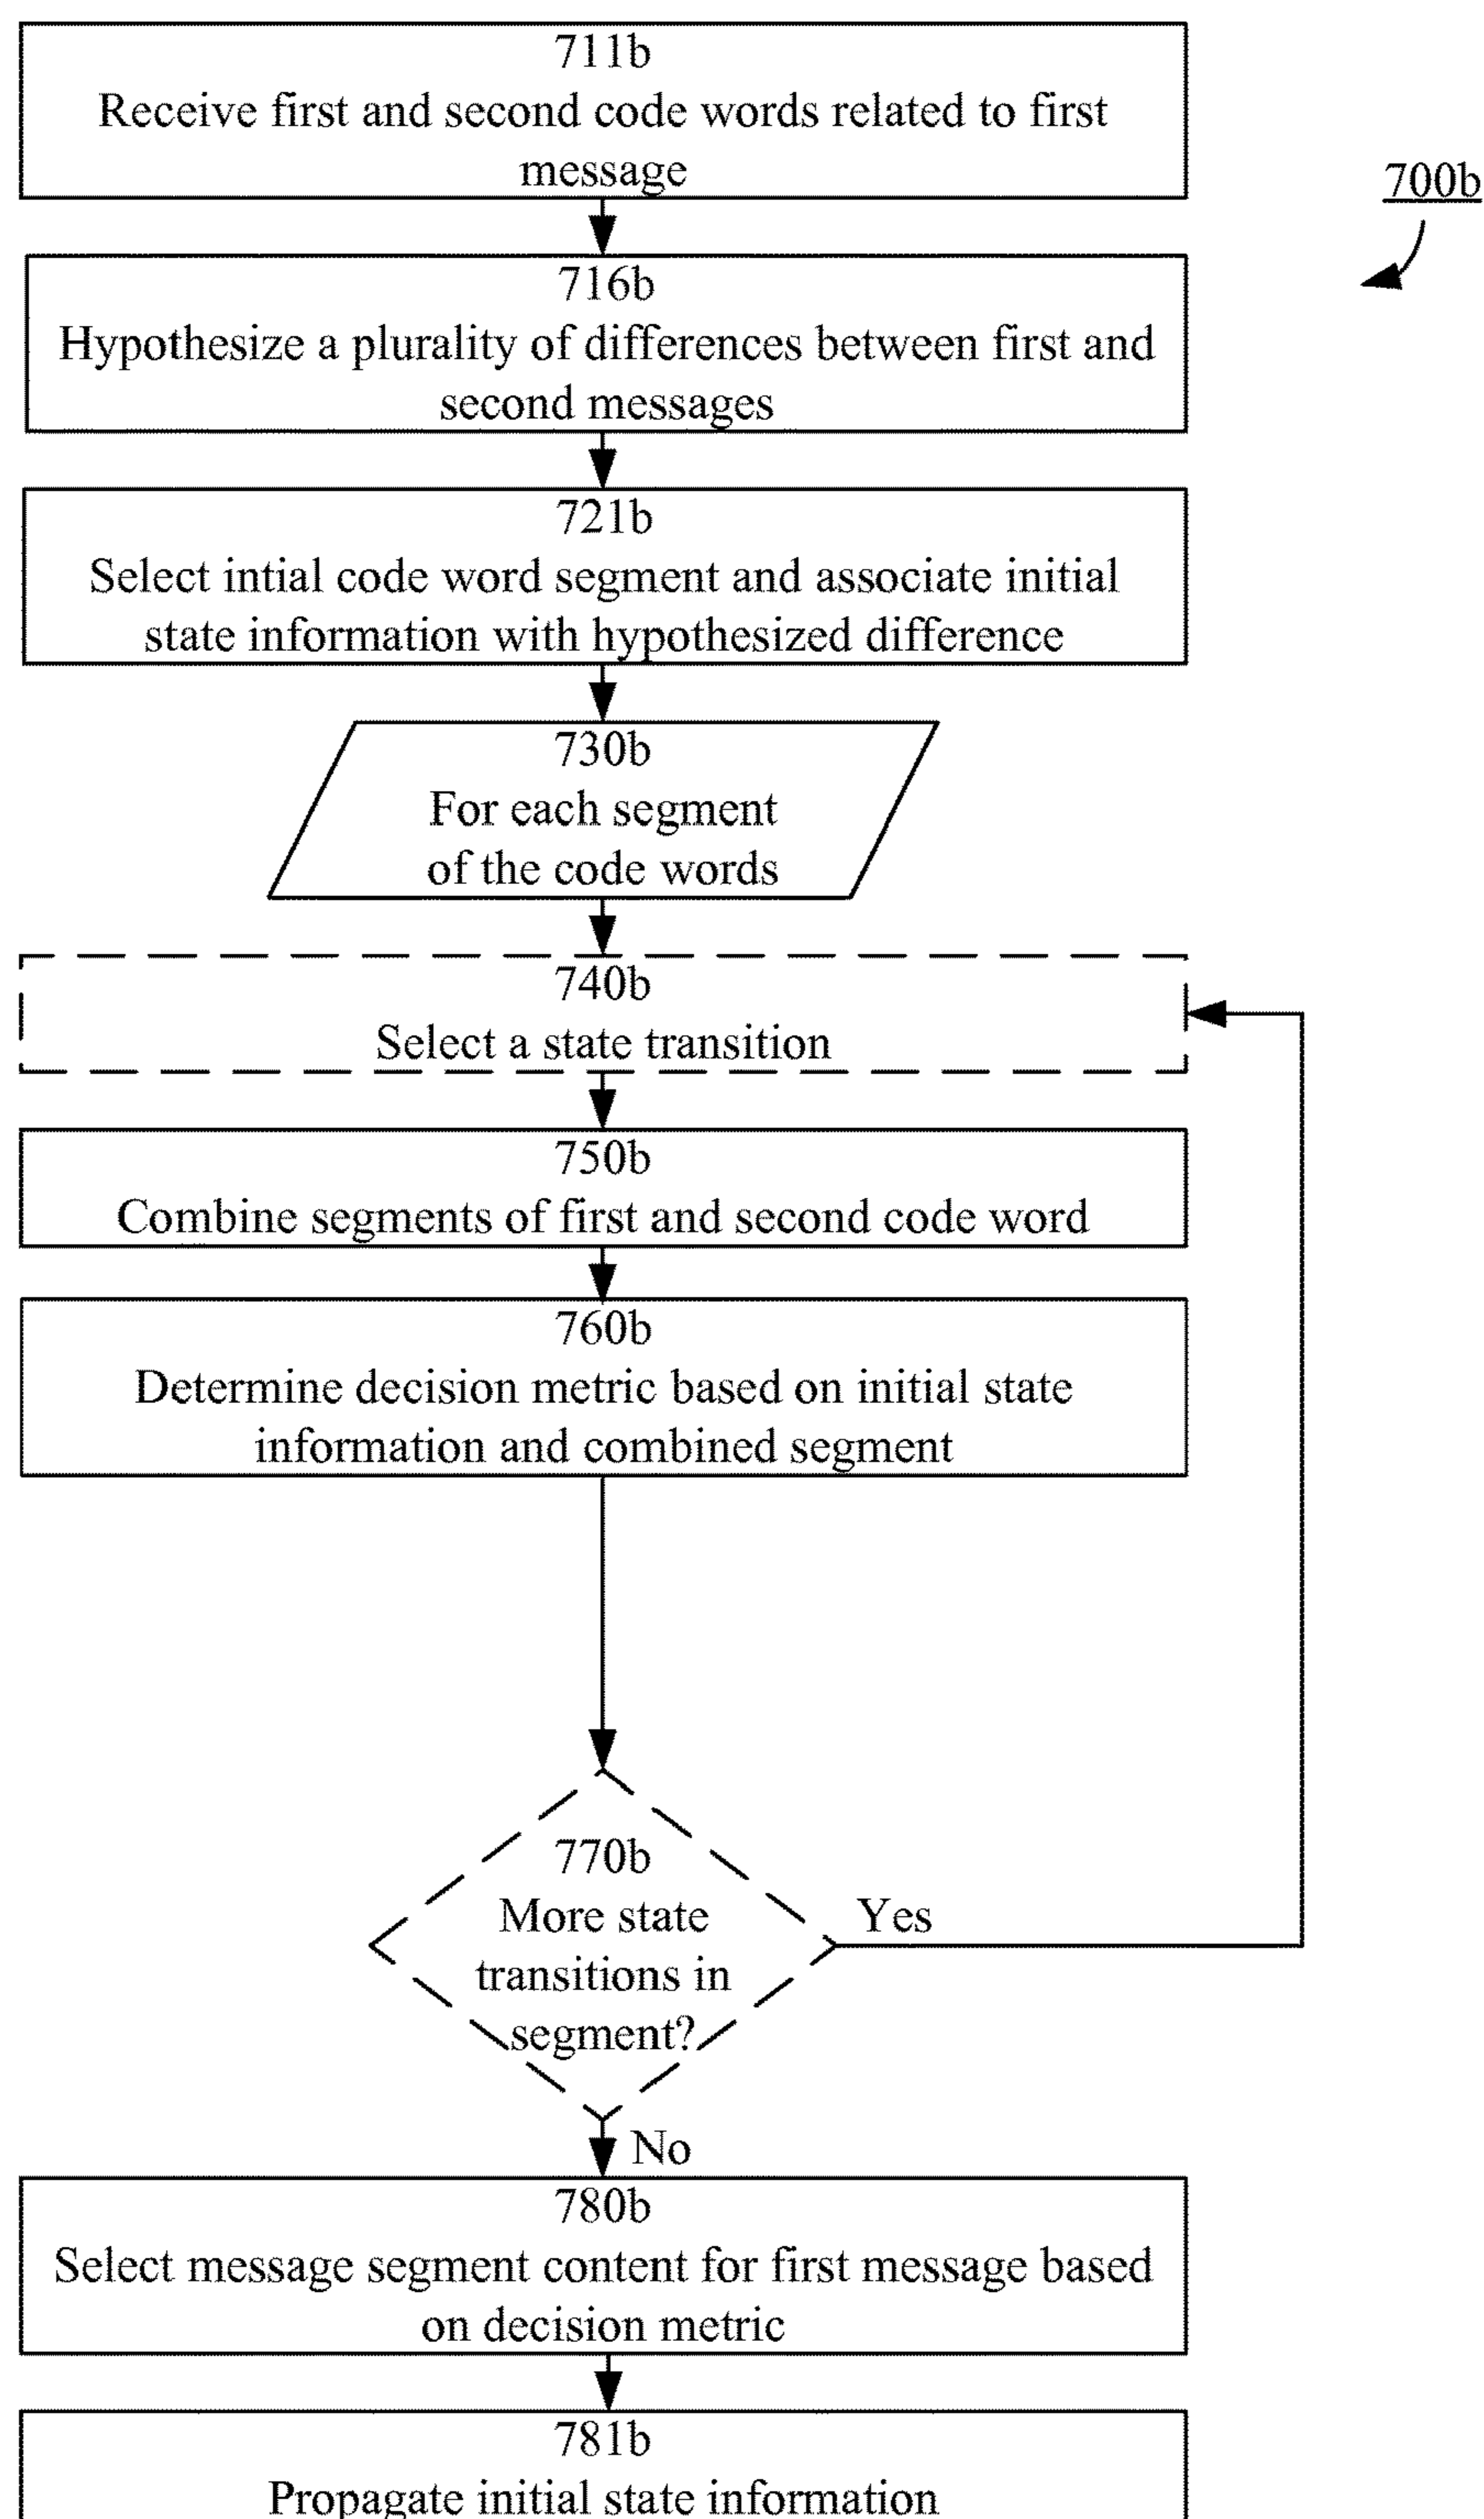 711b
Receive first and second code words related to first
message
700b
716b
Hypothesize a plurality of differences between first and
second messages
721b
Select intial code word segment and associate initial
state information with hypothesized difference
730b
For each segment
of the code words
740b
Select a state transition
750b
Combine segments of first and second code word
760b
Determine decision metric based on initial state
information and combined segment
770b
More state
transitions in
segment?
Yes
No
780b
Select message segment content for first message based
on decision metric
781b
Propagate initial state information